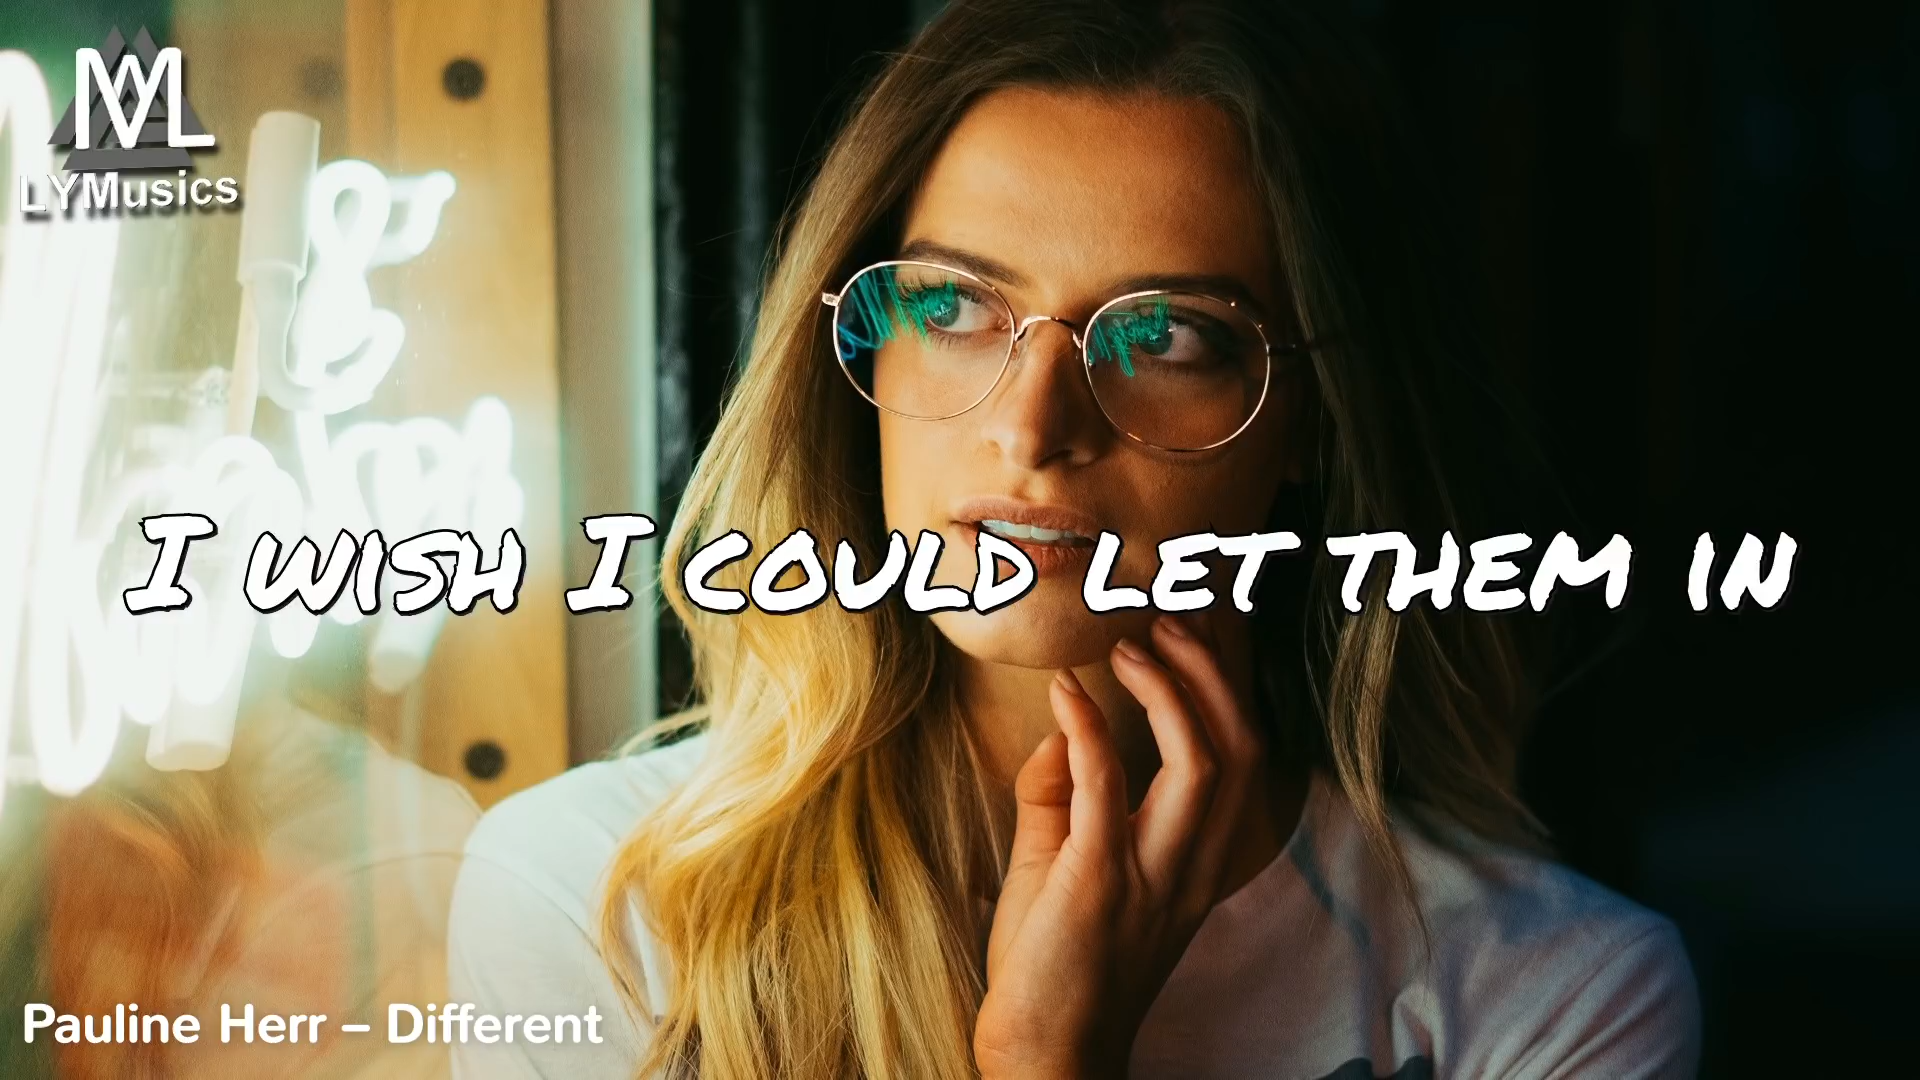 LYMusics
I wish I could let them in
Pauline Herr – Different